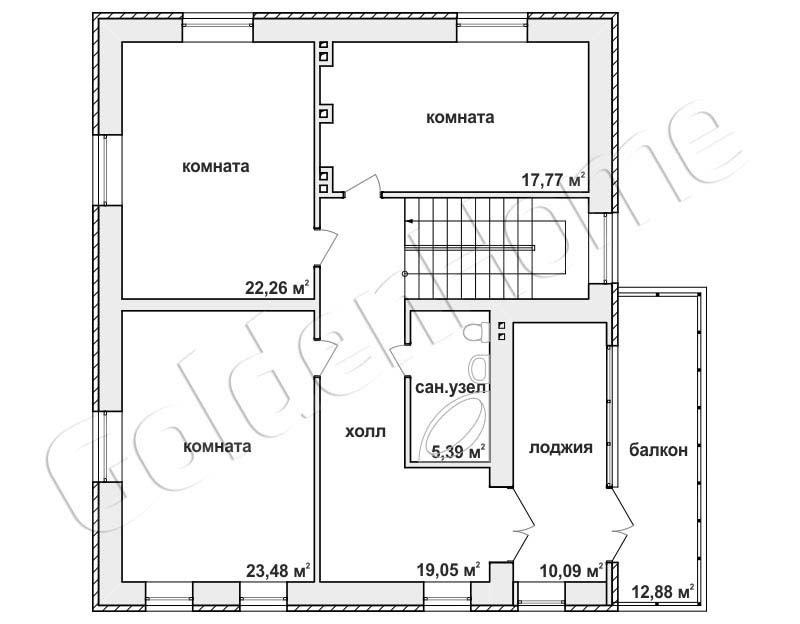 комната
17,77 м²
комната
22,26 м²
комната
23,48 м²
холл
19,05 м²
сан.узел
5,39 м²
лоджия
10,09 м²
балкон
12,88 м²
GoldenHome